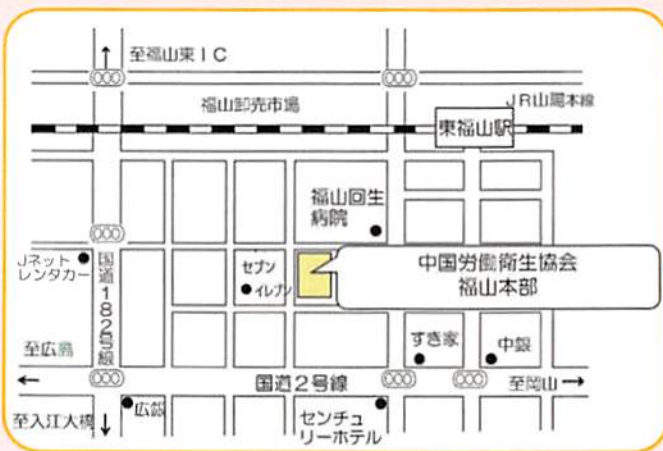 至福山東IC
福山卸売市場
JR山陽本線
東福山駅
福山回生
病院
Jネット
レンタカー
国道182号線
セブン
イレブン
中国労働衛生協会
福山本部
至広島
すき家
中銀
国道2号線
至岡山
至入江大橋
広銀
センチュ
リーホテル